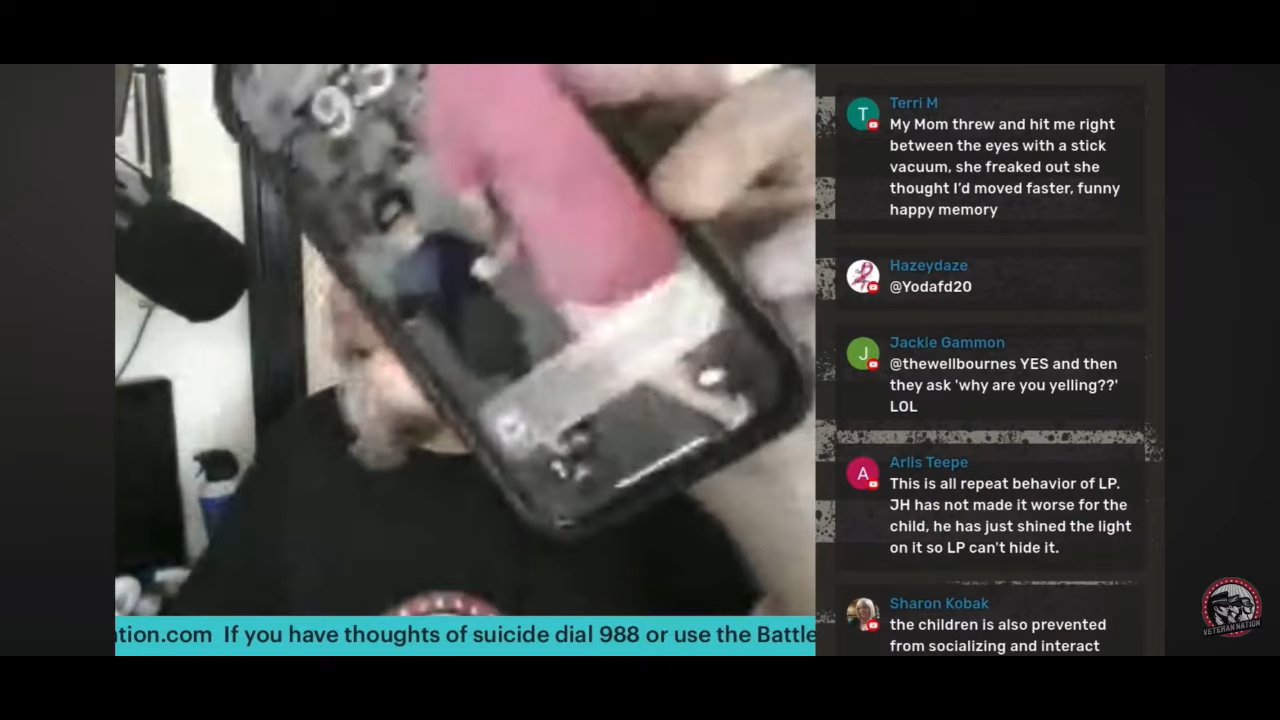 9:5
Terri M
My Mom threw and hit me right
between the eyes with a stick
vacuum, she freaked out she
thought I'd moved faster, funny
happy memory
Hazeydaze
@Yodafd20
Jackie Gammon
@thewellbournes YES and then
they ask 'why are you yelling??'
LOL
Arlis Teepe
This is all repeat behavior of LP.
JH has not made it worse for the
child, he has just shined the light
on it so LP can't hide it.
Sharon Kobak
the children is also prevented
from socializing and interact
ation.com If you have thoughts of suicide dial 988 or use the Battle
VETERAN NATION